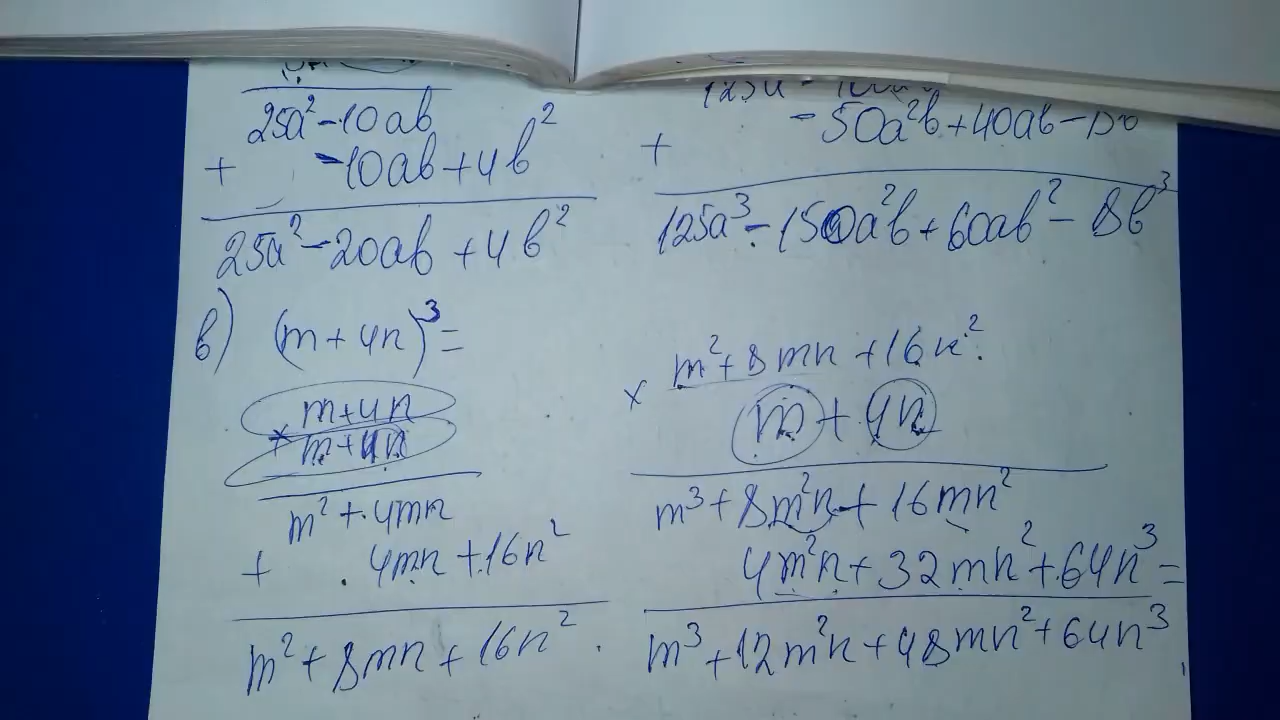 25a²-10ab
+ -10ab+4b²
25a²-20ab+4b²
-50a²b+40ab-
+
125a³-150a²b+60ab²-8b³
в) (m+4n)³=
m+4n
× m+4n
m²+4mn
+ 4mn+16n²
m²+8mn+16n²
m²+8mn+16n²
× m+4n
m³+8m²n+16mn²
4m²n+32mn²+64n³=
m³+12m²n+48mn²+64n³